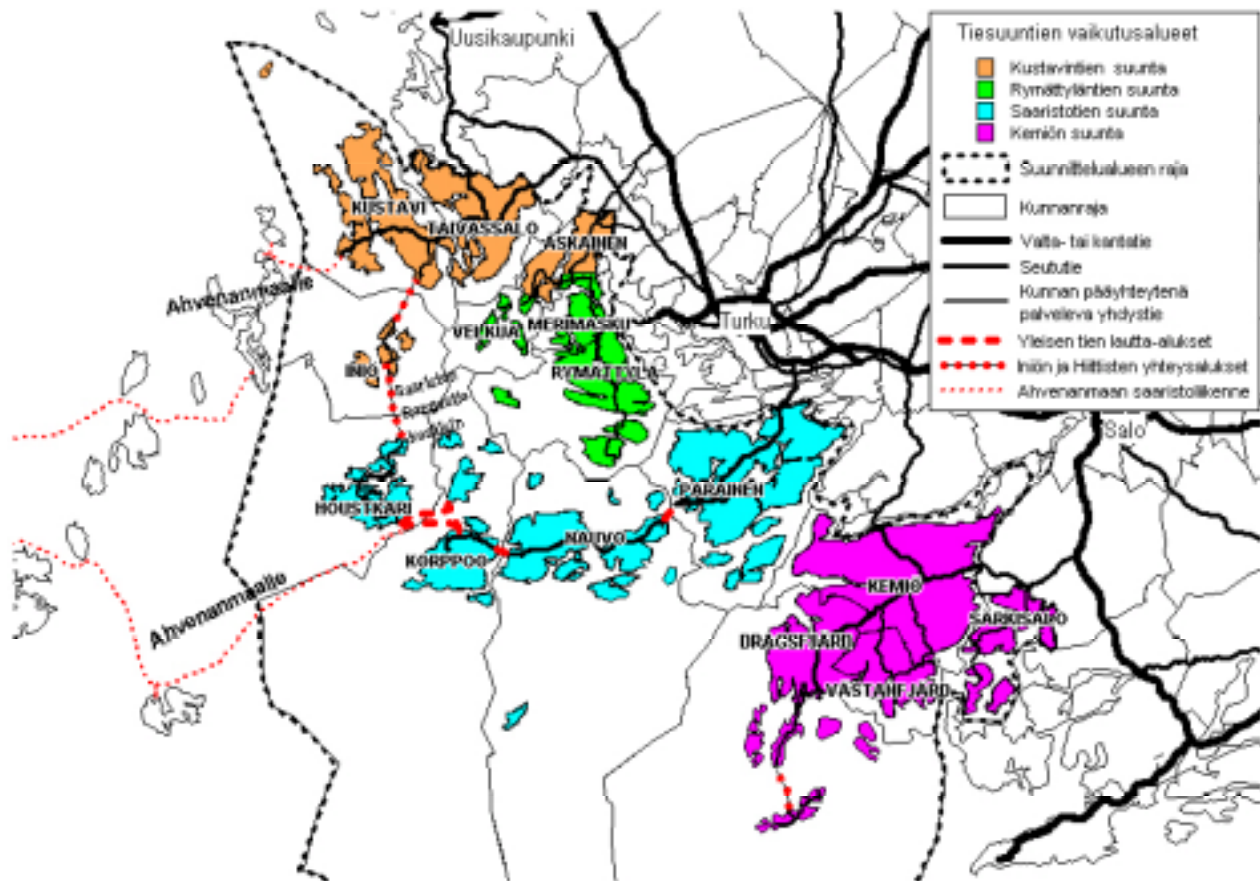 Uusikaupunki
Tiesuuntien vaikutusalueet
Kustavintien suunta
Rymättyläntien suunta
Saaristotien suunta
Kemiön suunta
Suunnittelualueen raja
Kunnanraja
Valta- tai kantatie
Seututie
Kunnan pääyhteytenä
palveleva yhdystie
Yleisen tien lautta-alukset
Iniön ja Hiittisten yhteysalukset
Ahvenanmaan saaristoliikenne
KUSTAVI
TAIVASSALO
ASKAINEN
Ahvenanmaalle
VELKUA
MERIMASKU
Turku
INIÖ
RYMÄTTYLÄ
Salo
HOUSTKARI
PARAINEN
NAUVO
KORPPOO
Ahvenanmaalle
KEMIÖ
SÄRKISALO
DRAGSFJÄRD
VÄSTANFJÄRD